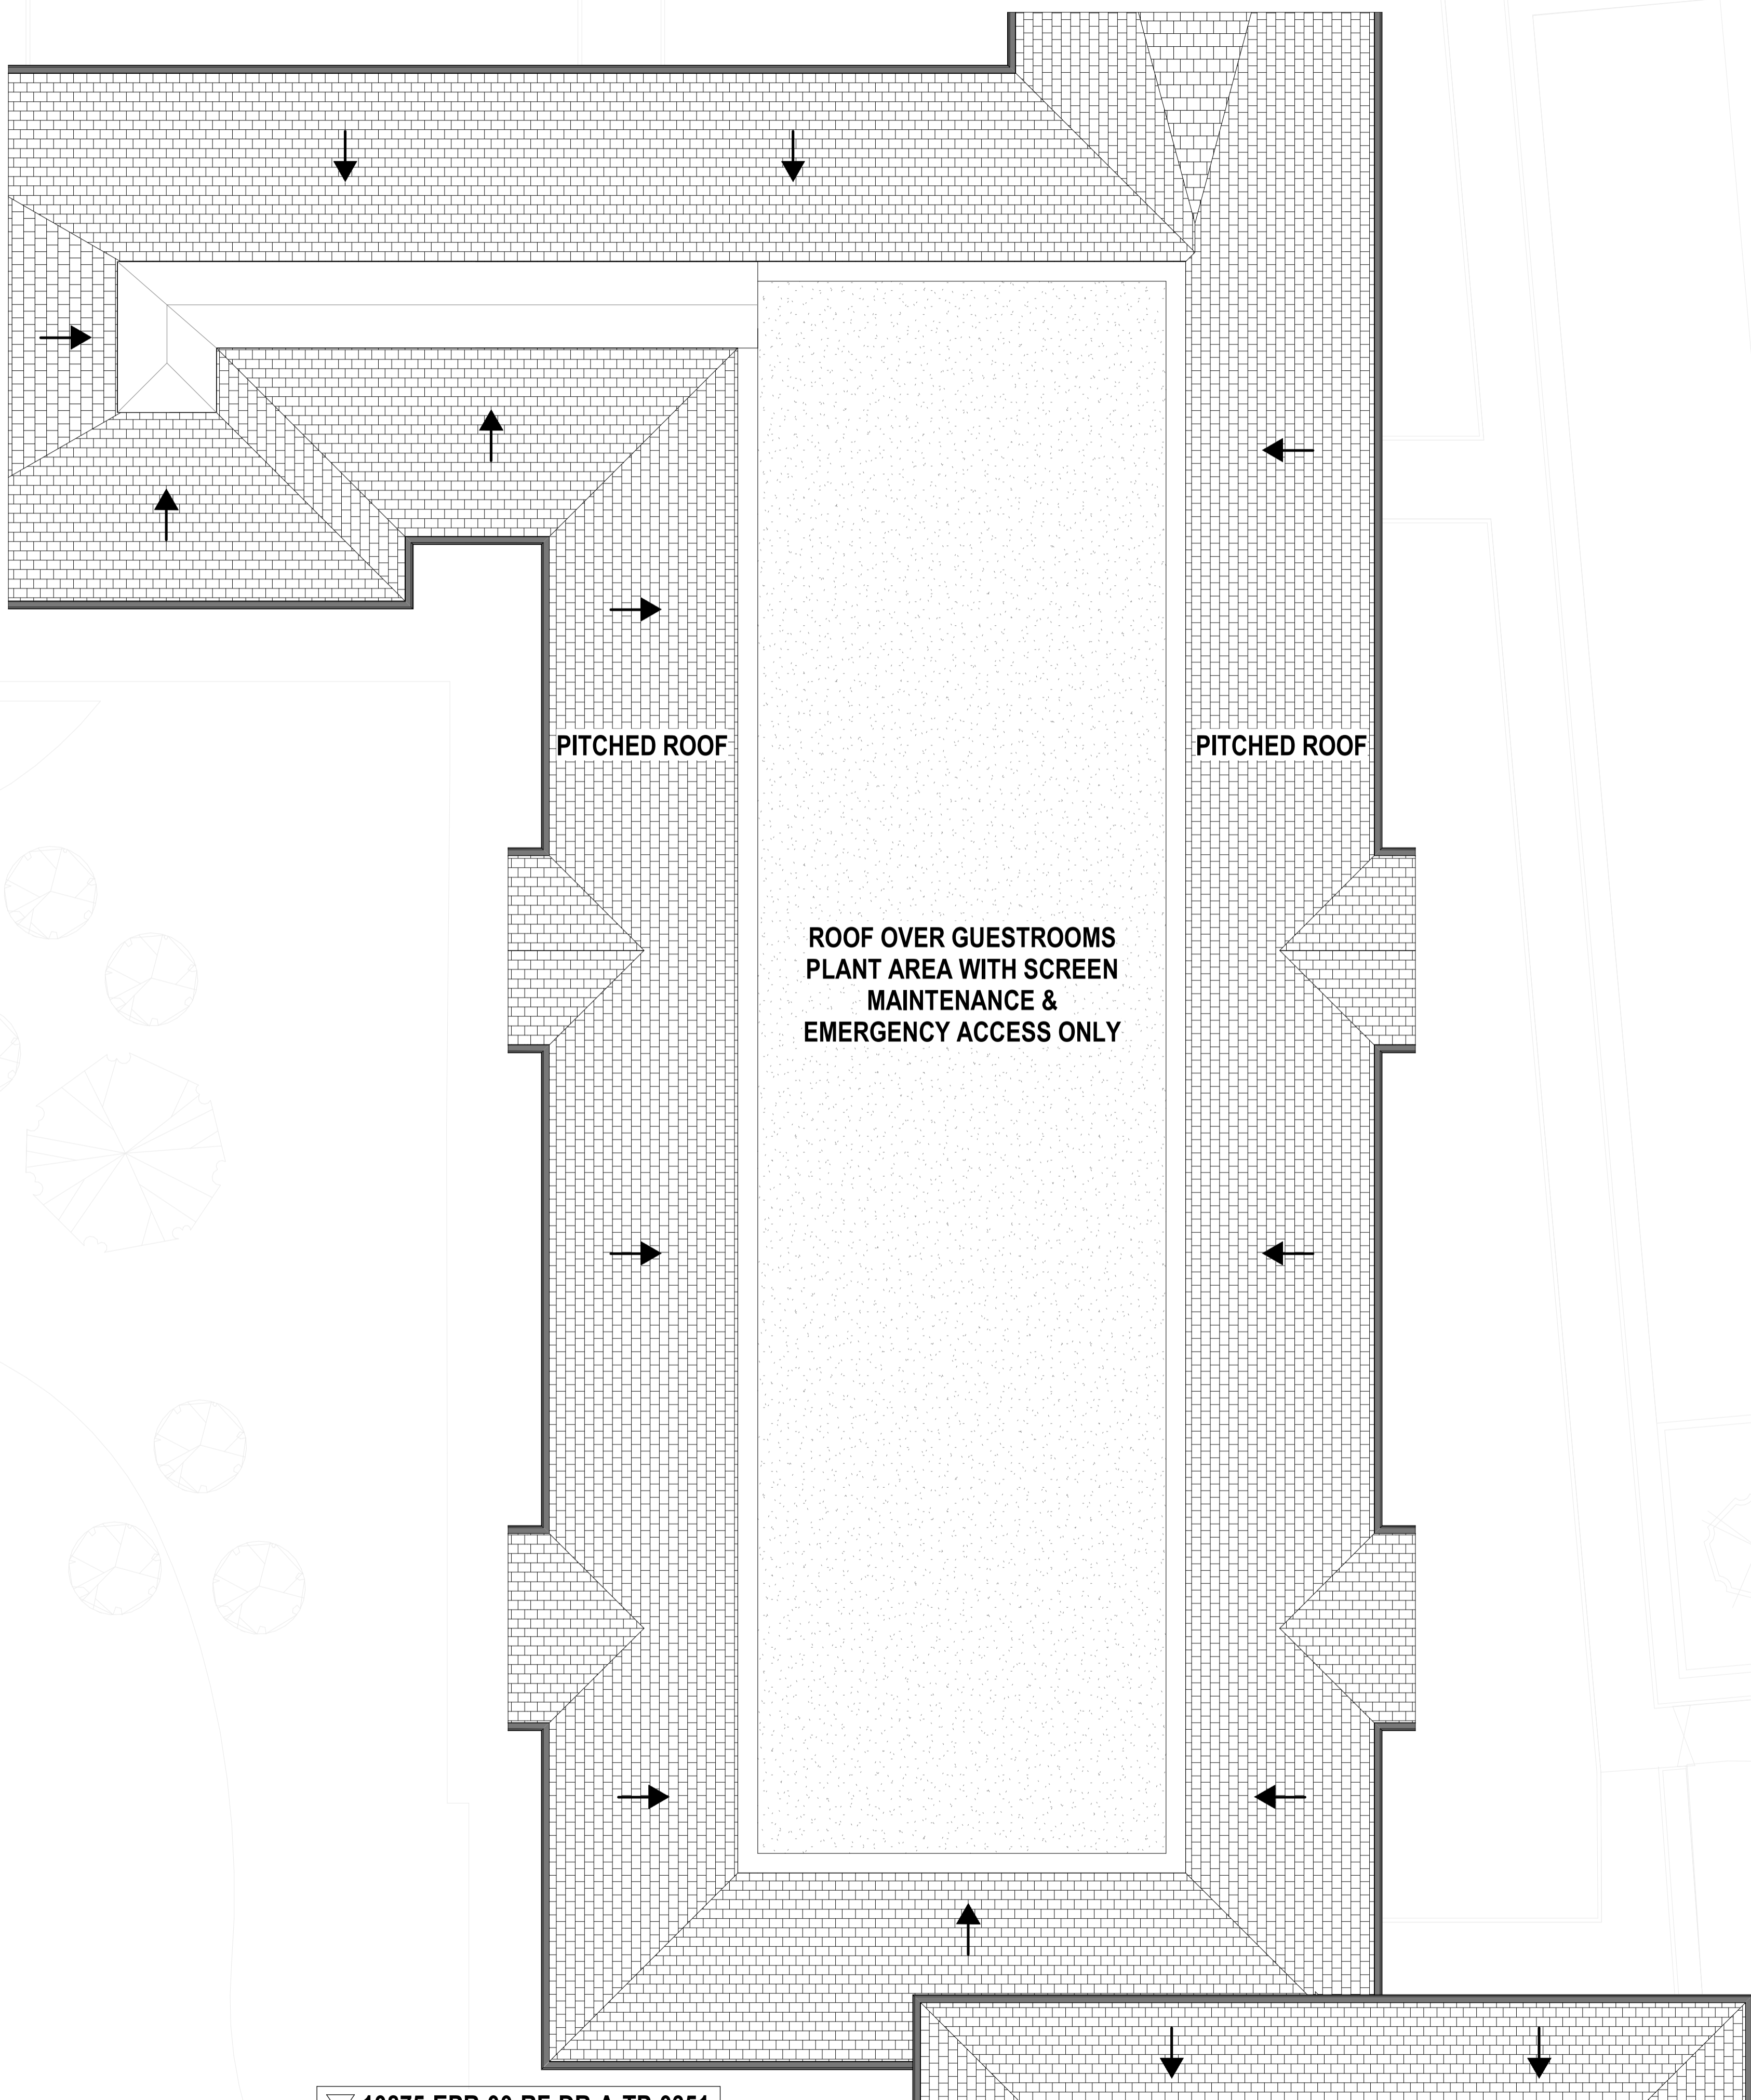 PITCHED ROOF
PITCHED ROOF
ROOF OVER GUESTROOMS
PLANT AREA WITH SCREEN
MAINTENANCE &
EMERGENCY ACCESS ONLY